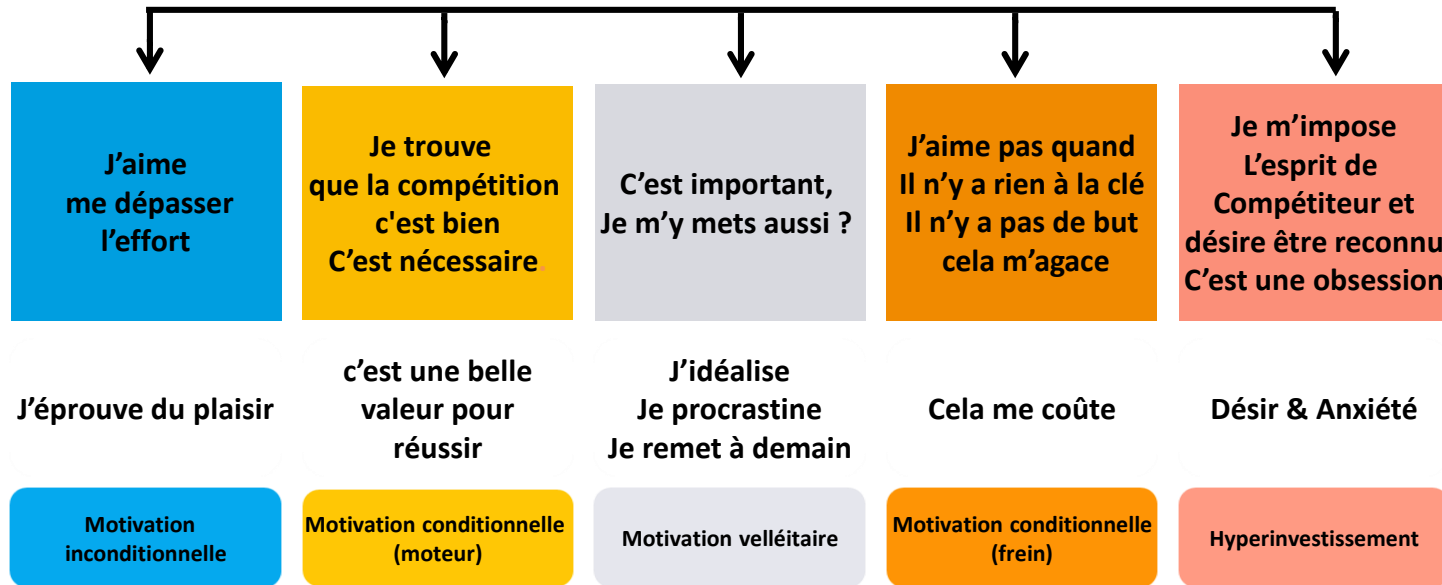 J’aime
me dépasser
l’effort
Je trouve
que la compétition
c'est bien
C’est nécessaire.
C’est important,
Je m’y mets aussi ?
J’aime pas quand
Il n’y a rien à la clé
Il n’y a pas de but
cela m’agace
Je m’impose
L’esprit de
Compétiteur et
désire être reconnu
C’est une obsession
J’éprouve du plaisir
c’est une belle
valeur pour
réussir
J’idéalise
Je procrastine
Je remet à demain
Cela me coûte
Désir & Anxiété
Motivation
inconditionnelle
Motivation conditionnelle
(moteur)
Motivation velléitaire
Motivation conditionnelle
(frein)
Hyperinvestissement